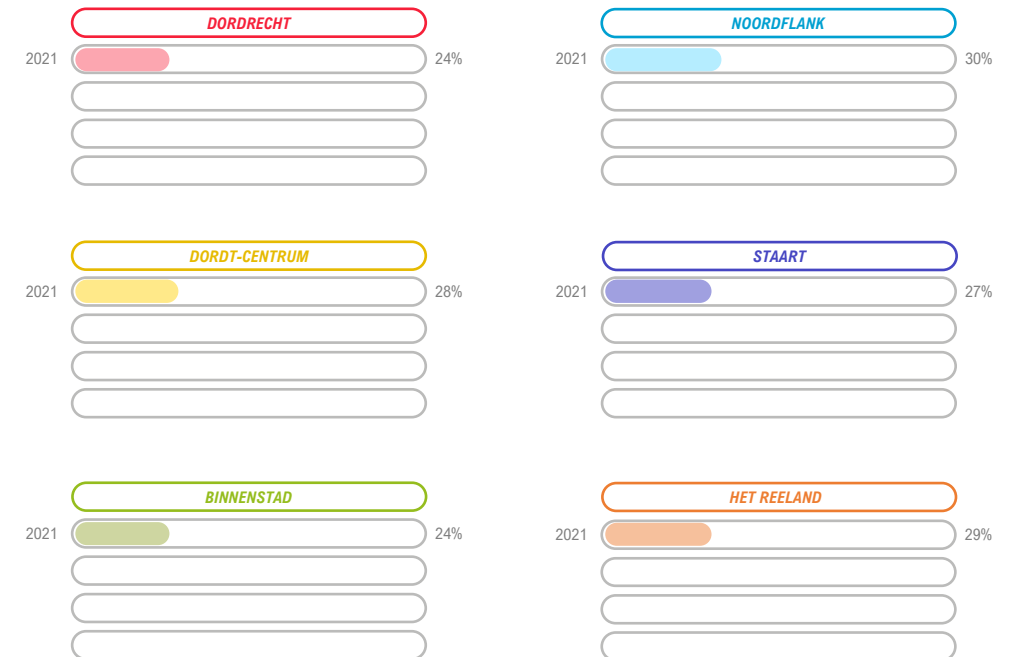 DORDRECHT
2021 24%
NOORDFLANK
2021 30%
DORDT-CENTRUM
2021 28%
STAART
2021 27%
BINNENSTAD
2021 24%
HET REELAND
2021 29%